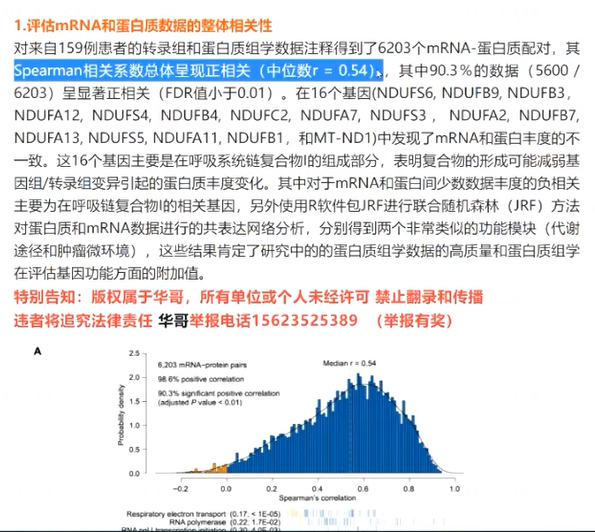 1.评估mRNA和蛋白质数据的整体相关性
对来自159例患者的转录组和蛋白质组学数据注释得到了6203个mRNA-蛋白质配对，其
Spearman相关系数总体呈现正相关（中位数r = 0.54)，，其中90.3%的数据（5600 /
6203）呈显著正相关（FDR值小于0.01）。在16个基因(NDUFS6, NDUFB9, NDUFB3，
NDUFA12, NDUFS4, NDUFB4, NDUFC2, NDUFA7, NDUFS3 ， NDUFA2, NDUFB7,
NDUFA13, NDUFS5, NDUFA11, NDUFB1，和MT-ND1)中发现了mRNA和蛋白丰度的不
一致。这16个基因主要是在呼吸系统链复合物I的组成部分，表明复合物的形成可能减弱基
因组/转录组变异引起的蛋白质丰度变化。其中对于mRNA和蛋白间少数数据丰度的负相关
主要为在呼吸链复合物I的相关基因，另外使用R软件包JRF进行联合随机森林（JRF）方法
对蛋白质和mRNA数据进行的共表达网络分析，分别得到两个非常类似的功能模块（代谢
途径和肿瘤微环境），这些结果肯定了研究中的的蛋白质组学数据的高质量和蛋白质组学
在评估基因功能方面的附加值。
特别告知：版权属于华哥，所有单位或个人未经许可 禁止翻录和传播
违者将追究法律责任 华哥举报电话15623525389 （举报有奖）
A
6,203 mRNA-protein pairs
98.6% positive correlation
90.3% significant positive correlation
(adjusted P value < 0.01)
Median r = 0.54
Probability density
2.5
2.0
1.5
1.0
0.5
0.0
−0.2 0.0 0.2 0.4 0.6 0.8 1.0
Spearman's correlation
Respiratory electron transport (0.17; < 1E-05)
RNA polymerase (0.22; 1.7E-02)